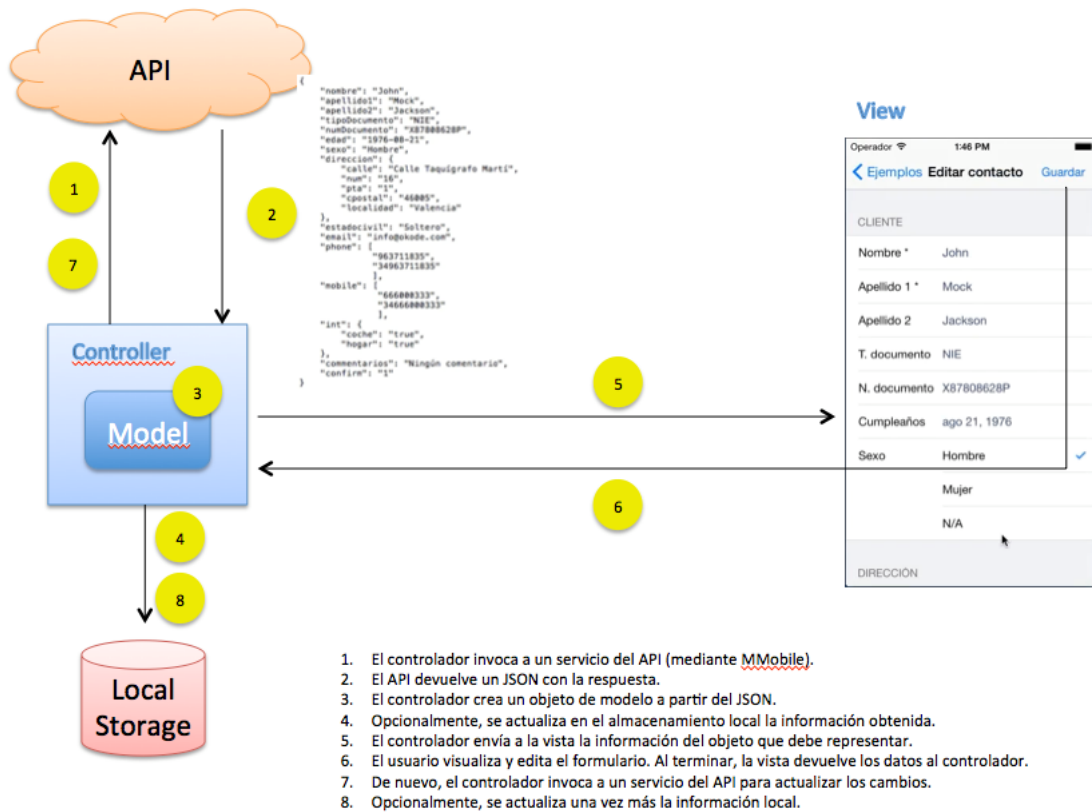 API
{
"nombre": "John",
"apellido1": "Mock",
"apellido2": "Jackson",
"tipoDocumento": "NIE",
"numDocumento": "X87808628P",
"edad": "1976-08-21",
"sexo": "Hombre",
"direccion": {
"calle": "Calle Taquígrafo Martí",
"num": "16",
"pta": "1",
"cpostal": "46005",
"localidad": "Valencia"
},
"estadocivil": "Soltero",
"email": "info@okode.com",
"phone": [
"963711835",
"34963711835"
],
"mobile": [
"666000333",
"34666000333"
],
"int": {
"coche": "true",
"hogar": "true"
},
"commentarios": "Ningún comentario",
"confirm": "1"
}
1
2
7
Controller
3
Model
4
8
Local
Storage
5
6
View
Operador 1:46 PM
Ejemplos Editar contacto Guardar
CLIENTE
Nombre * John
Apellido 1 * Mock
Apellido 2 Jackson
T. documento NIE
N. documento X87808628P
Cumpleaños ago 21, 1976
Sexo Hombre
Mujer
N/A
DIRECCIÓN
1. El controlador invoca a un servicio del API (mediante MMobile).
2. El API devuelve un JSON con la respuesta.
3. El controlador crea un objeto de modelo a partir del JSON.
4. Opcionalmente, se actualiza en el almacenamiento local la información obtenida.
5. El controlador envía a la vista la información del objeto que debe representar.
6. El usuario visualiza y edita el formulario. Al terminar, la vista devuelve los datos al controlador.
7. De nuevo, el controlador invoca a un servicio del API para actualizar los cambios.
8. Opcionalmente, se actualiza una vez más la información local.